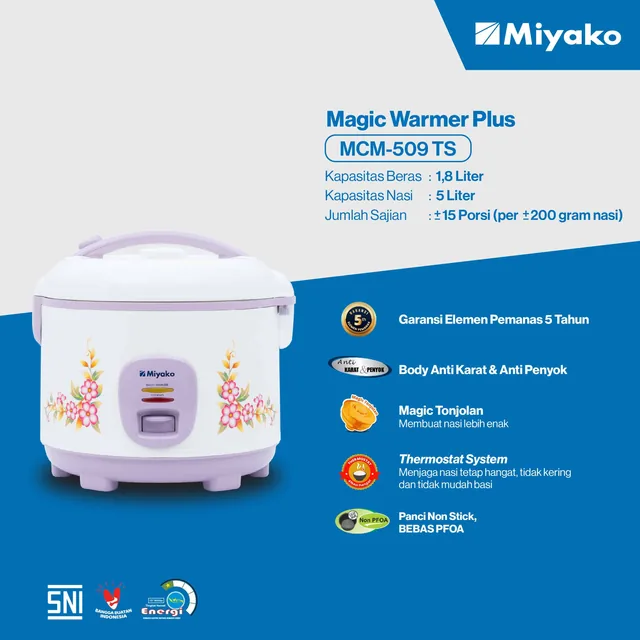 Miyako
Magic Warmer Plus
MCM-509 TS
Kapasitas Beras : 1,8 Liter
Kapasitas Nasi : 5 Liter
Jumlah Sajian : ±15 Porsi (per ±200 gram nasi)
5
Garansi Elemen Pemanas 5 Tahun
Anti
KARAT & PENYOK
Body Anti Karat & Anti Penyok
Magic Tonjolan
Membuat nasi lebih enak
Thermostat System
Menjaga nasi tetap hangat, tidak kering
dan tidak mudah basi
Non PFOA
Panci Non Stick,
BEBAS PFOA
Miyako
SNI
BANGGA BUATAN
INDONESIA
Energi